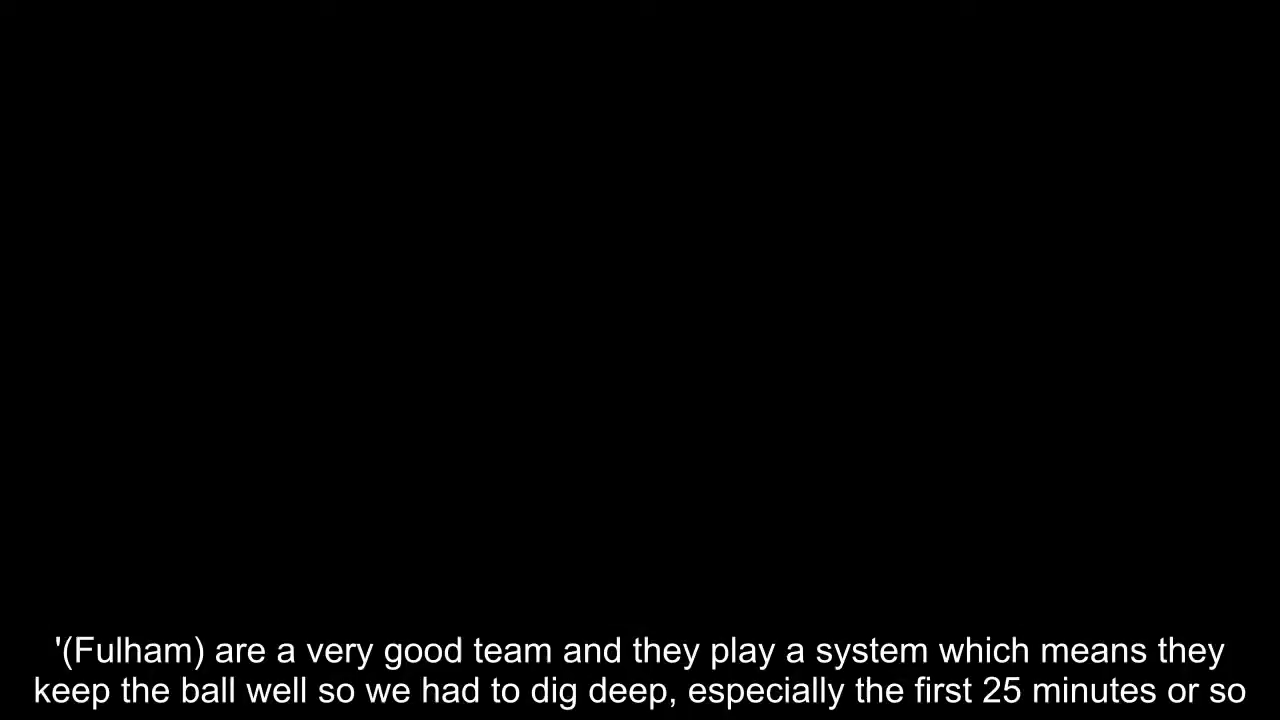 '(Fulham) are a very good team and they play a system which means they
keep the ball well so we had to dig deep, especially the first 25 minutes or so